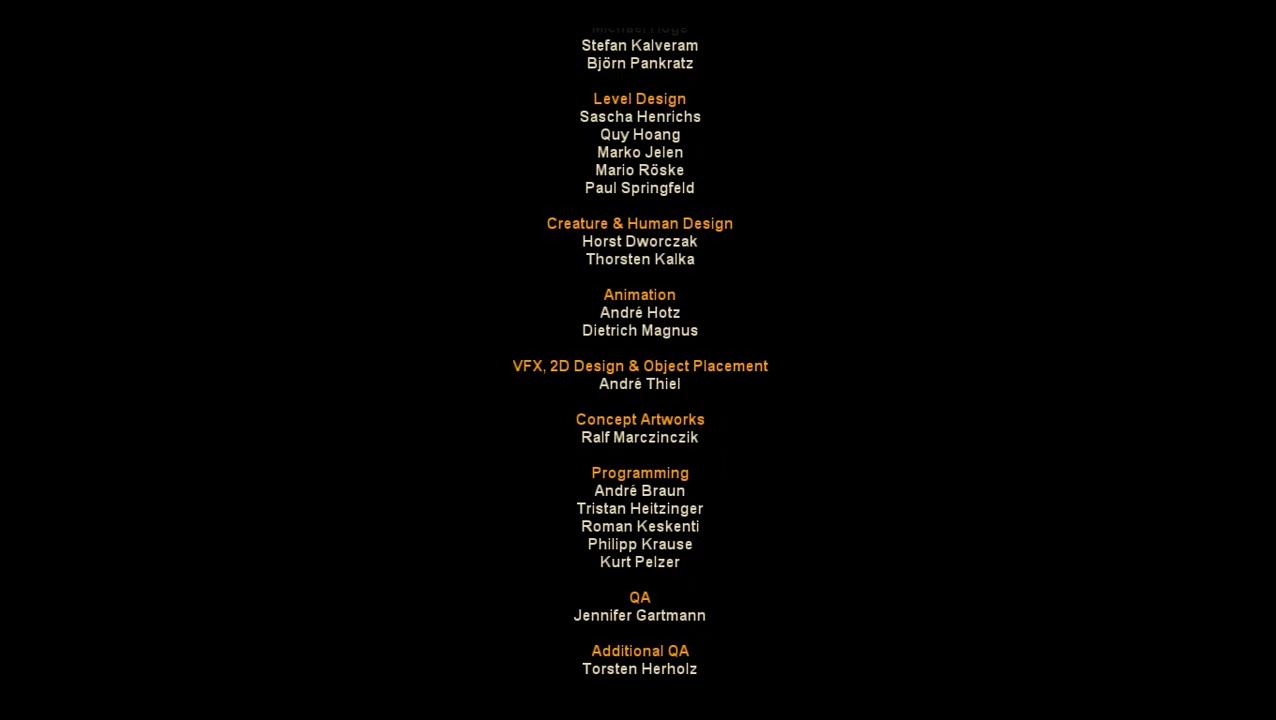 Michael Hoge
Stefan Kalveram
Björn Pankratz
Level Design
Sascha Henrichs
Quy Hoang
Marko Jelen
Mario Röske
Paul Springfeld
Creature & Human Design
Horst Dworczak
Thorsten Kalka
Animation
André Hotz
Dietrich Magnus
VFX, 2D Design & Object Placement
André Thiel
Concept Artworks
Ralf Marczinczik
Programming
André Braun
Tristan Heitzinger
Roman Keskenti
Philipp Krause
Kurt Pelzer
QA
Jennifer Gartmann
Additional QA
Torsten Herholz